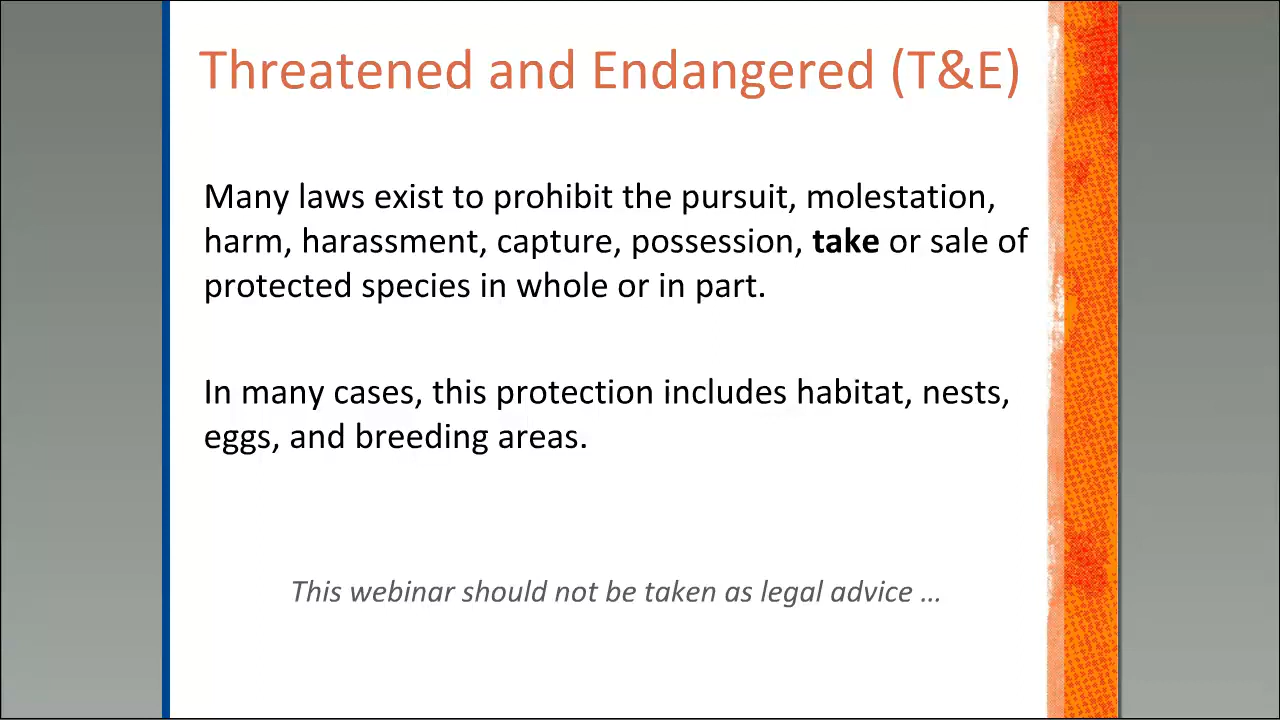 Threatened and Endangered (T&E)
Many laws exist to prohibit the pursuit, molestation,
harm, harassment, capture, possession, take or sale of
protected species in whole or in part.
In many cases, this protection includes habitat, nests,
eggs, and breeding areas.
This webinar should not be taken as legal advice …